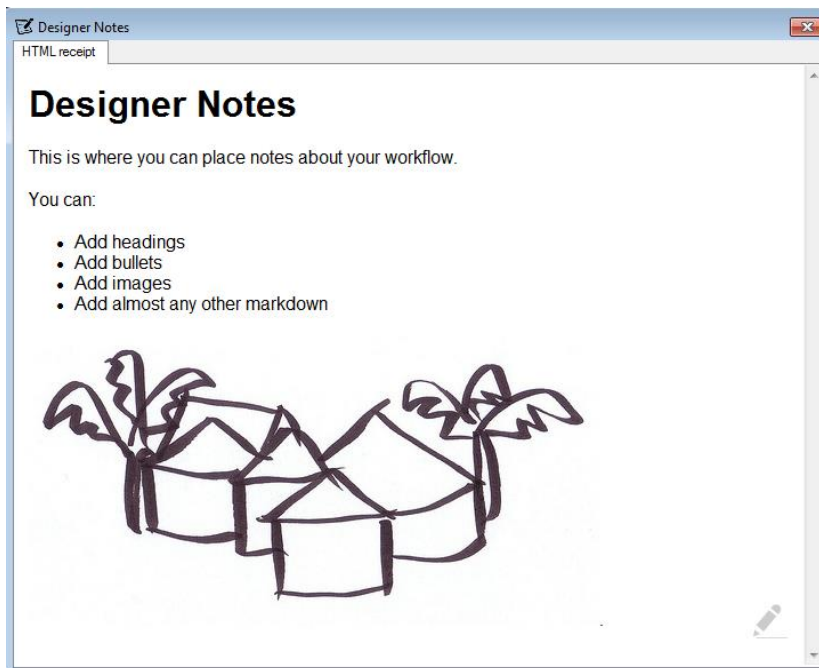 Designer Notes
HTML receipt
Designer Notes
This is where you can place notes about your workflow.
You can:
• Add headings
• Add bullets
• Add images
• Add almost any other markdown